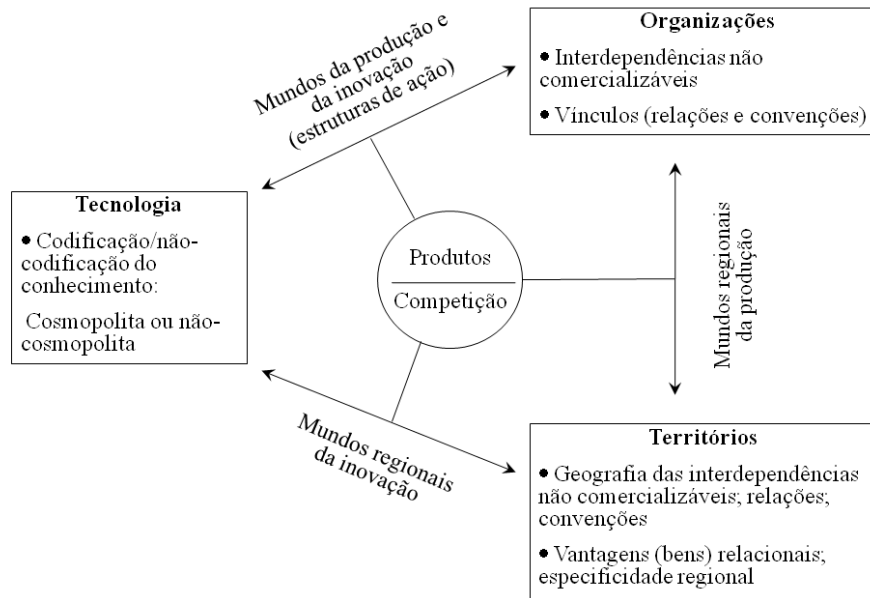 Mundos da produção e
da inovação
(estruturas de ação)
Organizações
● Interdependências não
comercializáveis
● Vínculos (relações e convenções)
Tecnologia
● Codificação/não-
codificação do
conhecimento:
Cosmopolita ou não-
cosmopolita
Produtos
Competição
Mundos regionais
da produção
Mundos regionais
da inovação
Territórios
● Geografia das interdependências
não comercializáveis; relações;
convenções
● Vantagens (bens) relacionais;
especificidade regional